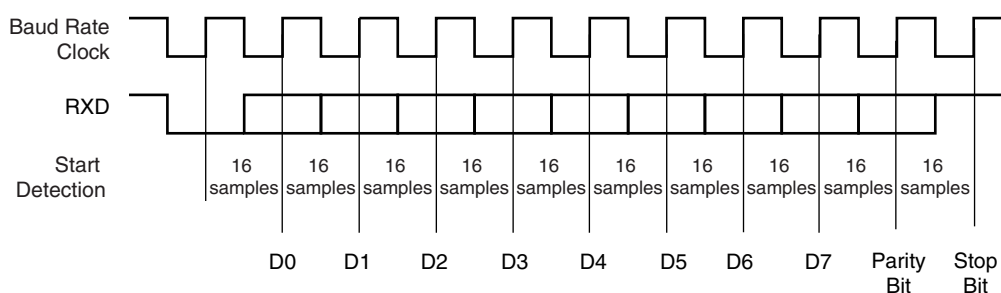 Baud Rate
Clock
RXD
Start
Detection
16
samples
16
samples
16
samples
16
samples
16
samples
16
samples
16
samples
16
samples
16
samples
16
samples
D0
D1
D2
D3
D4
D5
D6
D7
Parity
Bit
Stop
Bit